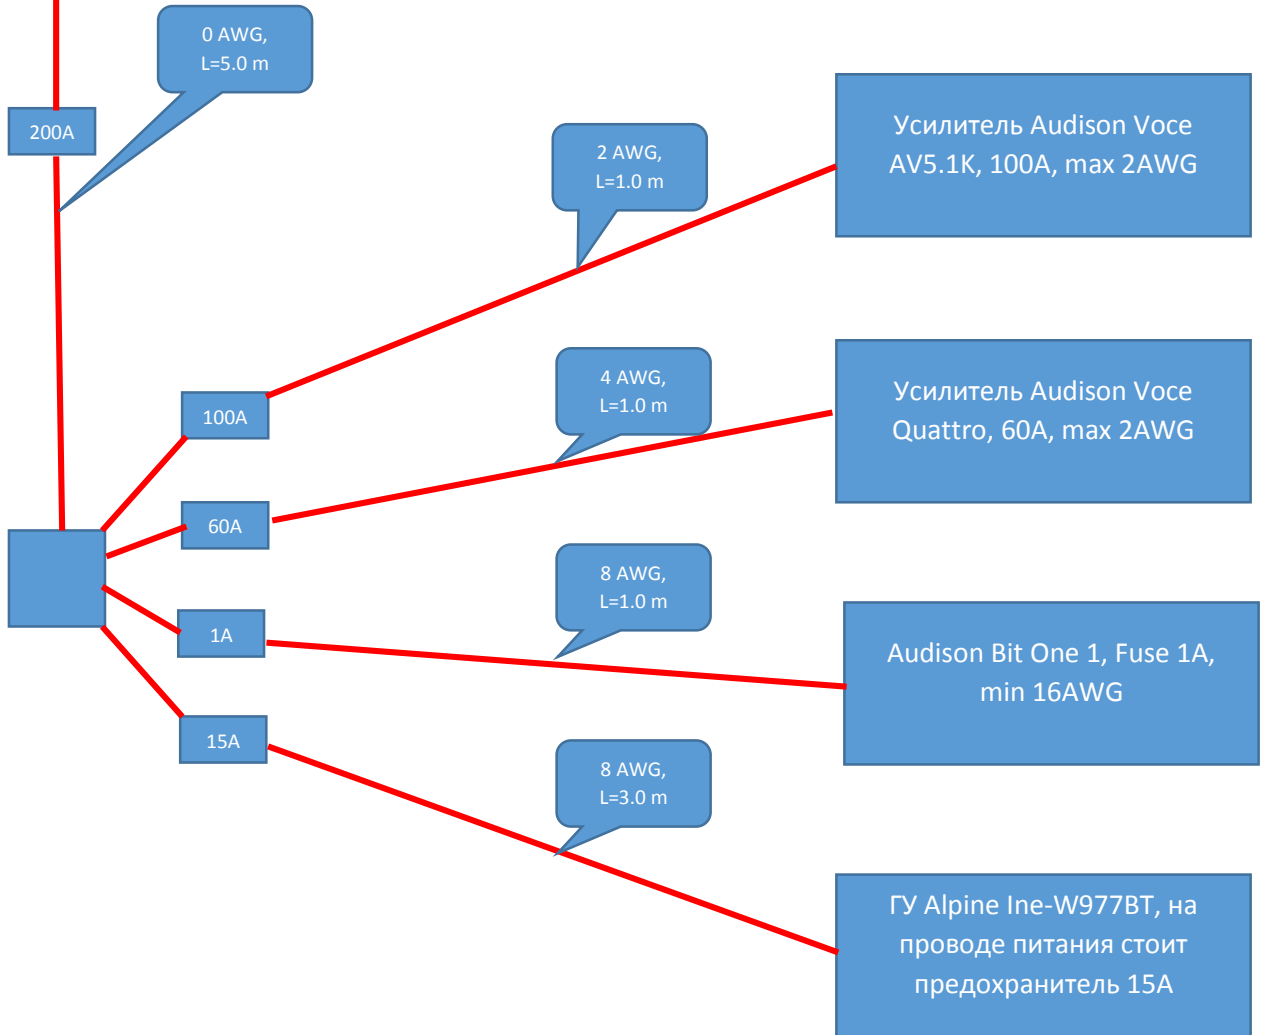 0 AWG,
L=5.0 m
200A
2 AWG,
L=1.0 m
Усилитель Audison Voce
AV5.1K, 100A, max 2AWG
100A
4 AWG,
L=1.0 m
Усилитель Audison Voce
Quattro, 60A, max 2AWG
60A
8 AWG,
L=1.0 m
1A
Audison Bit One 1, Fuse 1A,
min 16AWG
15A
8 AWG,
L=3.0 m
ГУ Alpine Ine-W977BT, на
проводе питания стоит
предохранитель 15А